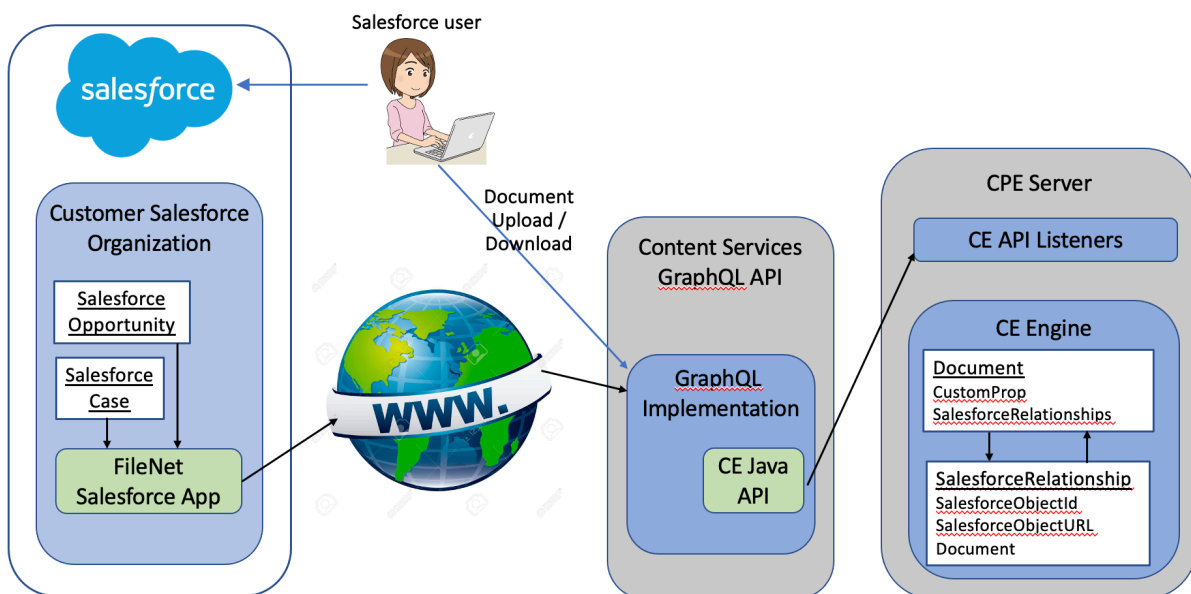 Salesforce user
salesforce
Customer Salesforce
Organization
Salesforce
Opportunity
Salesforce
Case
FileNet
Salesforce App
Document
Upload /
Download
WWW.
Content Services
GraphQL API
GraphQL
Implementation
CE Java
API
CPE Server
CE API Listeners
CE Engine
Document
CustomProp
SalesforceRelationships
SalesforceRelationship
SalesforceObjectId
SalesforceObjectURL
Document